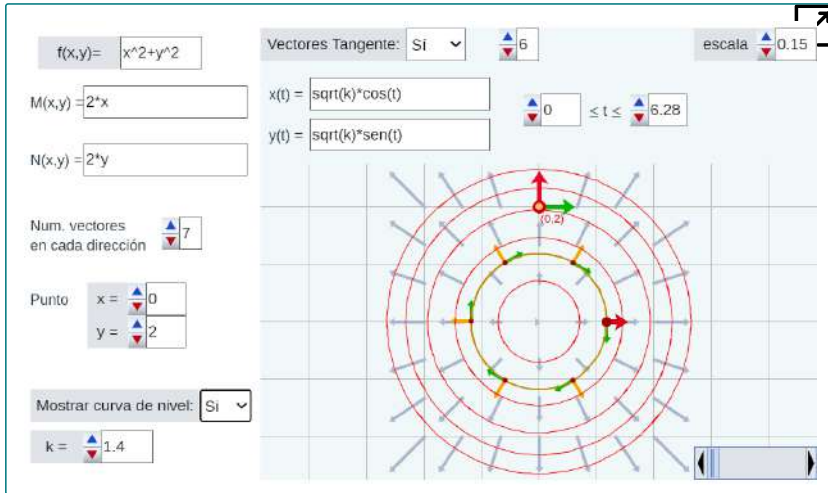 f(x,y)= x^2+y^2
M(x,y) = 2*x
N(x,y) = 2*y
Num. vectores
en cada dirección 7
Punto x = 0
y = 2
Mostrar curva de nivel: Si
k = 1.4
Vectores Tangente: Si 6
escala 0.15
x(t) = sqrt(k)*cos(t)
y(t) = sqrt(k)*sen(t)
0 ≤ t ≤ 6.28
(0,2)